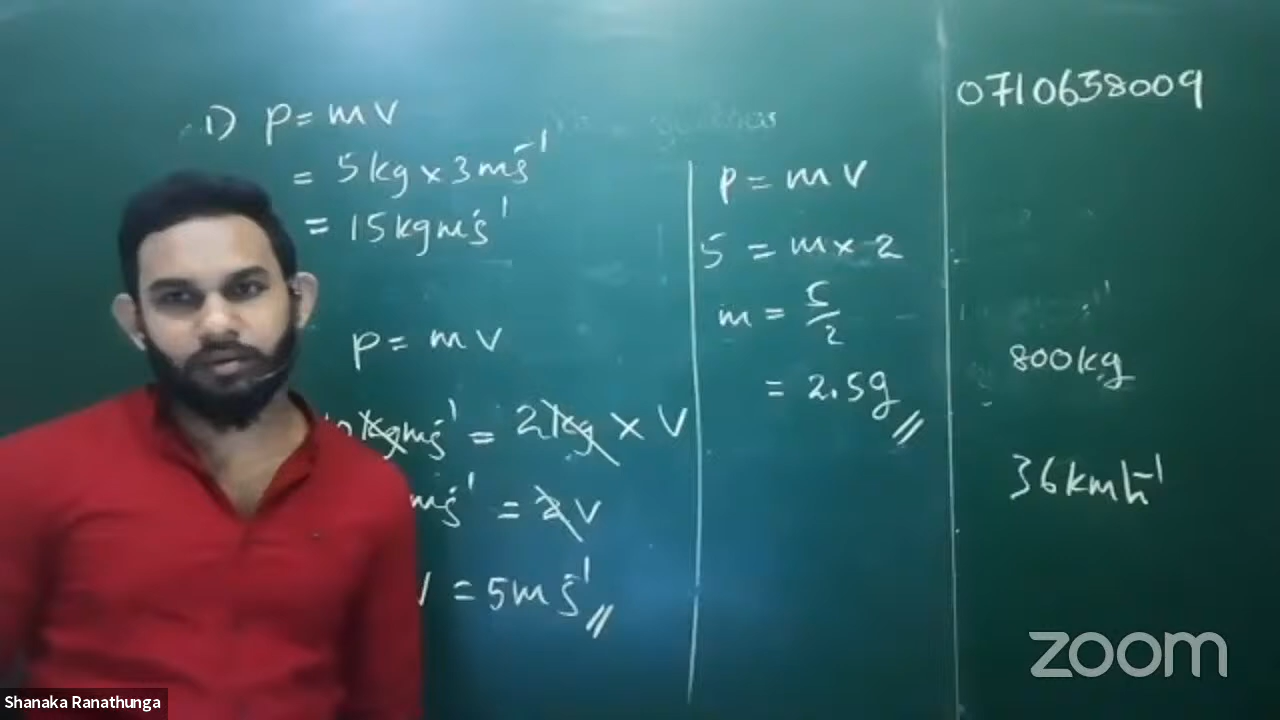 1) p = mv
= 5kg × 3ms⁻¹
= 15kgms⁻¹
p = mv
0kgms⁻¹ = 2kg × V
ms⁻¹ = 2V
V = 5ms⁻¹ //
p = mv
5 = m × 2
m = 5/2
= 2.5g //
0710638009
800kg
36kmh⁻¹
zoom
Shanaka Ranathunga